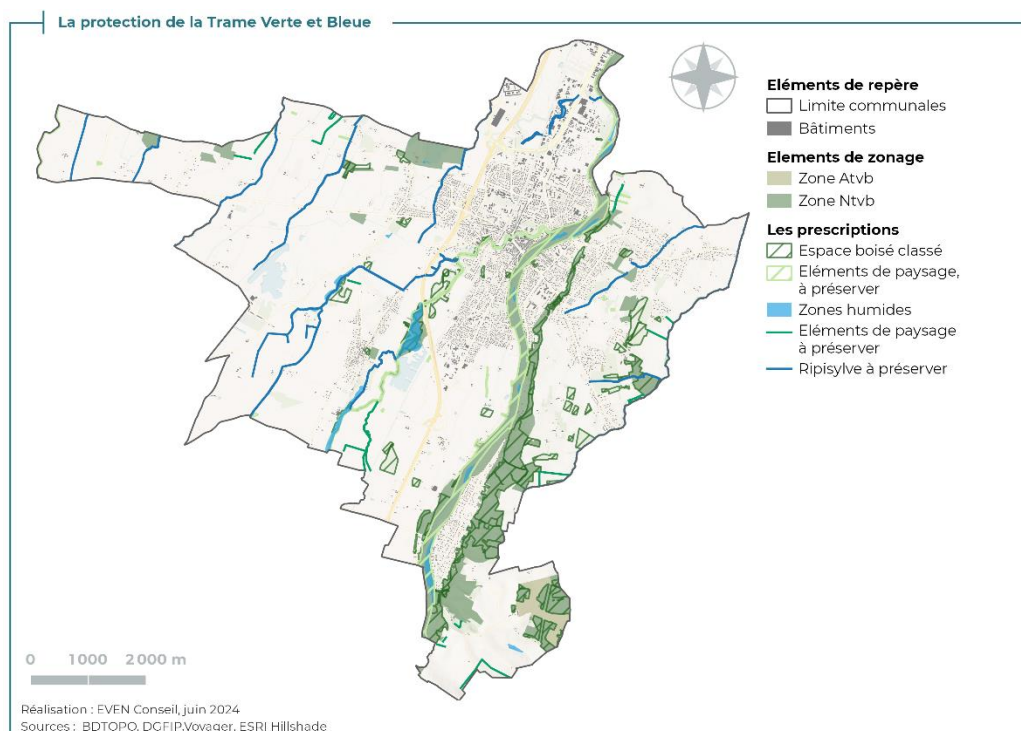 La protection de la Trame Verte et Bleue
Eléments de repère
Limite communales
Bâtiments
Elements de zonage
Zone Atvb
Zone Ntvb
Les prescriptions
Espace boisé classé
Eléments de paysage,
à préserver
Zones humides
Eléments de paysage
à préserver
Ripisylve à préserver
0 1 000 2 000 m
Réalisation : EVEN Conseil, juin 2024
Sources : BDTOPO, DGFIP,Voyager, ESRI Hillshade